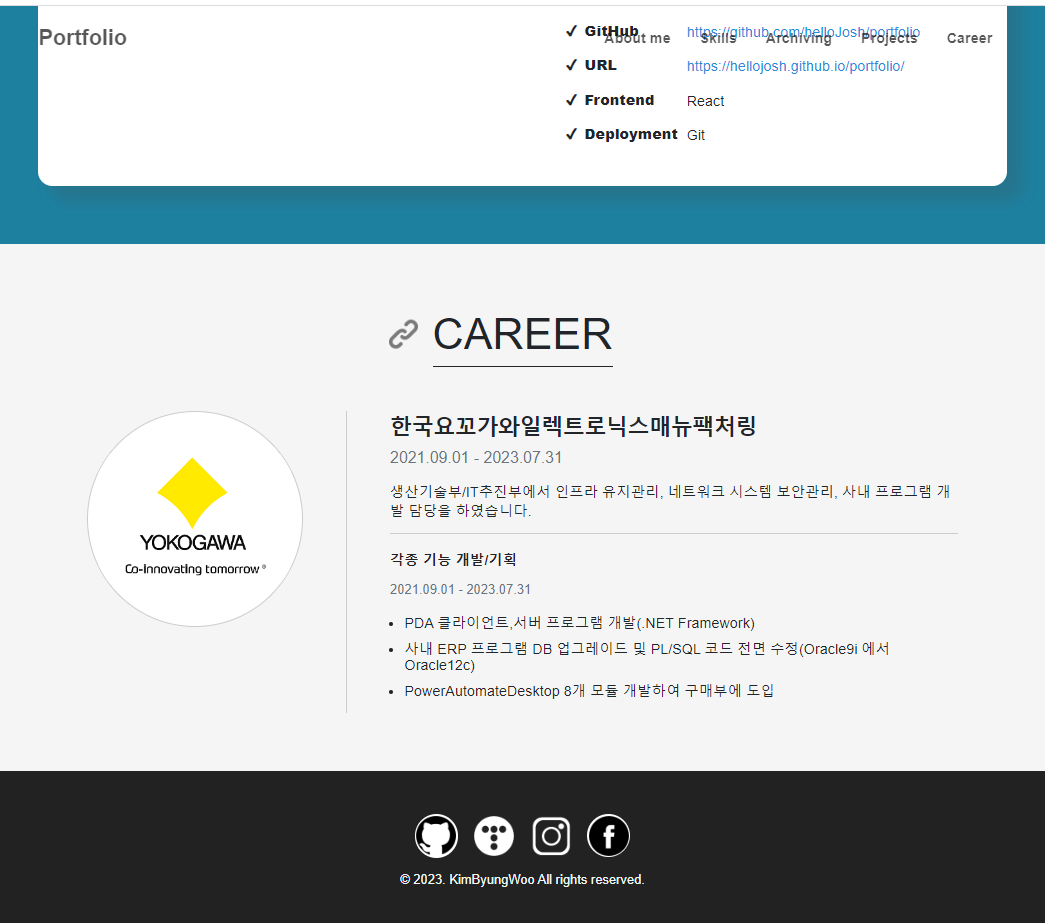 Portfolio
About me Skills Archiving Projects Career
✔ GitHub https://github.com/helloJosh/portfolio
✔ URL https://hellojosh.github.io/portfolio/
✔ Frontend React
✔ Deployment Git
CAREER
YOKOGAWA
Co-innovating tomorrow®
한국요꼬가와일렉트로닉스매뉴팩처링
2021.09.01 - 2023.07.31
생산기술부/IT추진부에서 인프라 유지관리, 네트워크 시스템 보안관리, 사내 프로그램 개
발 담당을 하였습니다.
각종 기능 개발/기획
2021.09.01 - 2023.07.31
• PDA 클라이언트,서버 프로그램 개발(.NET Framework)
• 사내 ERP 프로그램 DB 업그레이드 및 PL/SQL 코드 전면 수정(Oracle9i 에서
Oracle12c)
• PowerAutomateDesktop 8개 모듈 개발하여 구매부에 도입
© 2023. KimByungWoo All rights reserved.